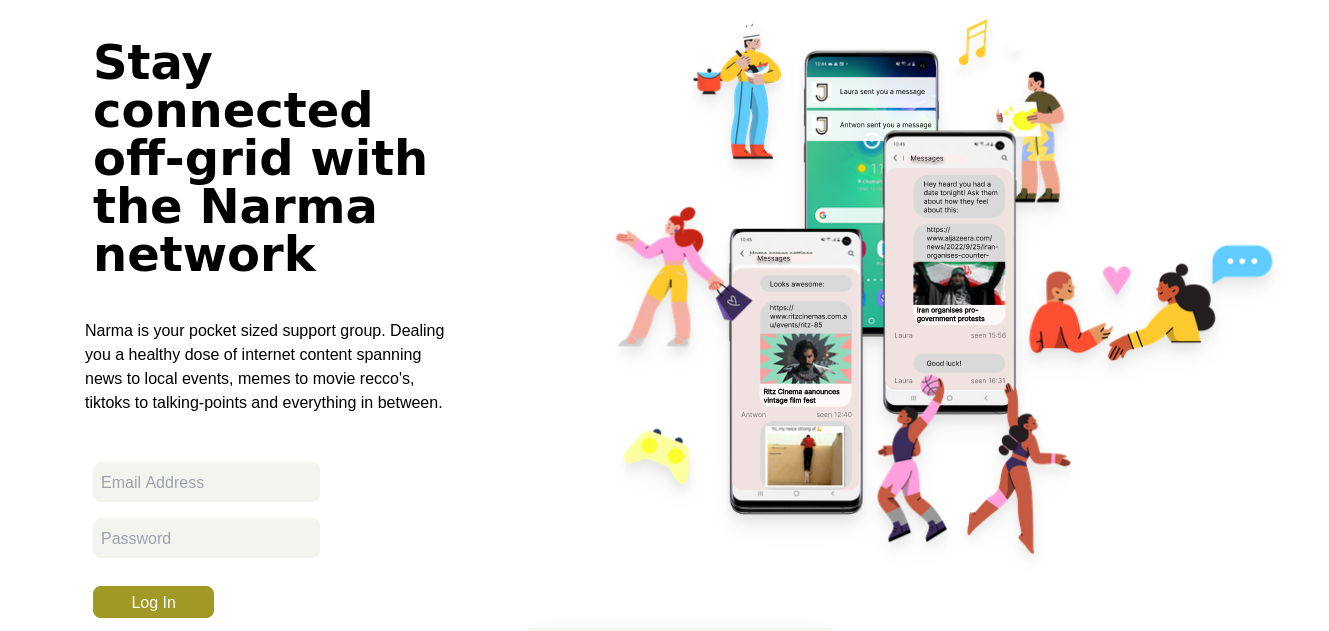 Stay
connected
off-grid with
the Narma
network
Narma is your pocket sized support group. Dealing
you a healthy dose of internet content spanning
news to local events, memes to movie recco's,
tiktoks to talking-points and everything in between.
Email Address
Password
Log In
Laura sent you a message
Antwon sent you a message
10:45
Messages
Hey heard you had a
date tonight! Ask them
about how they feel
about this:
https://
www.aljazeera.com/
news/2022/9/25/iran-
organises-counter-
Iran organises pro-
government protests
Laura seen 15:56
Good luck!
Laura seen 16:31
10:45
Messages
Looks awesome:
https://
www.ritzcinemas.com.a
u/events/ritz-85
Ritz Cinema aanounces
vintage film fest
Antwon seen 12:40